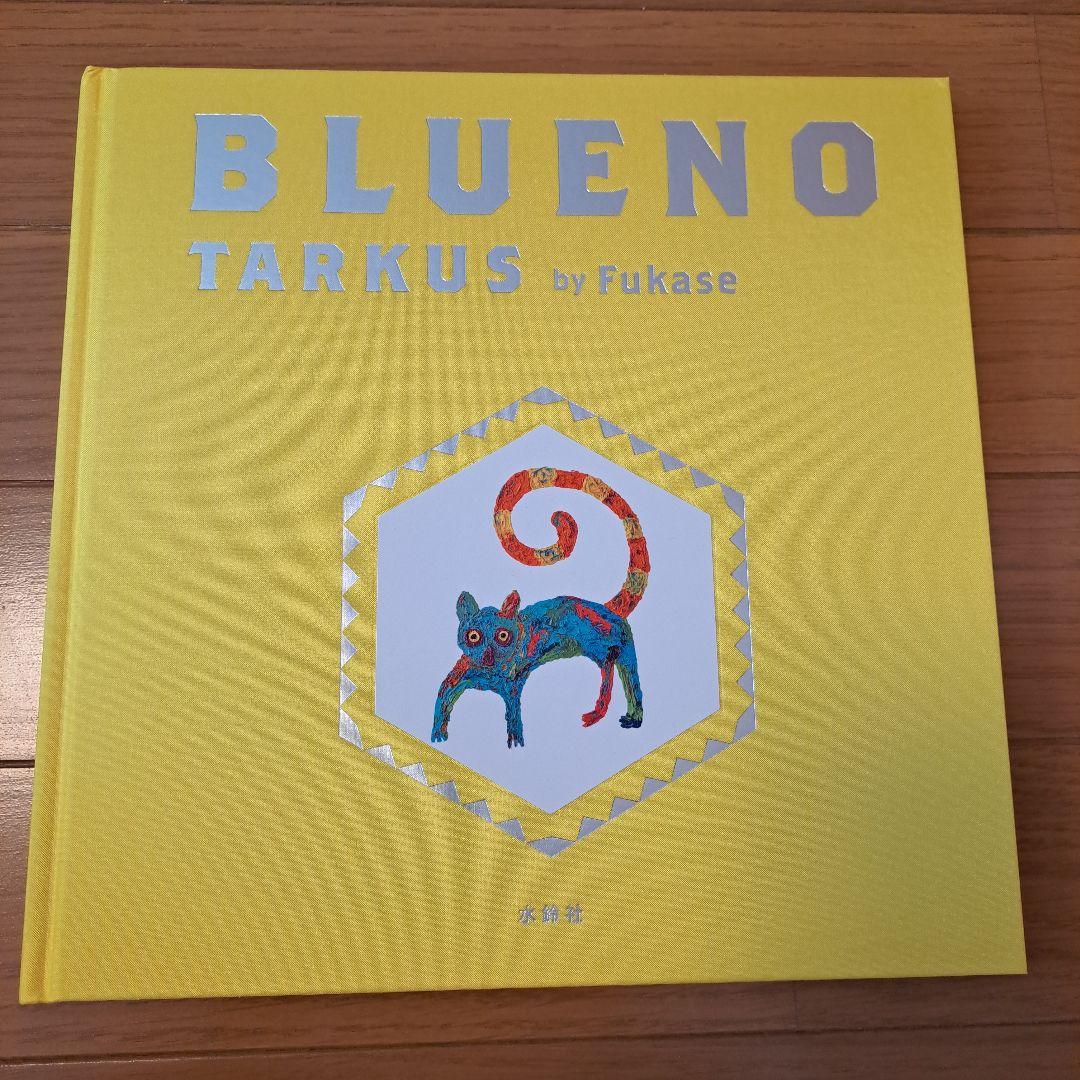 BLUENO
TARKUS by Fukase
水鈴社